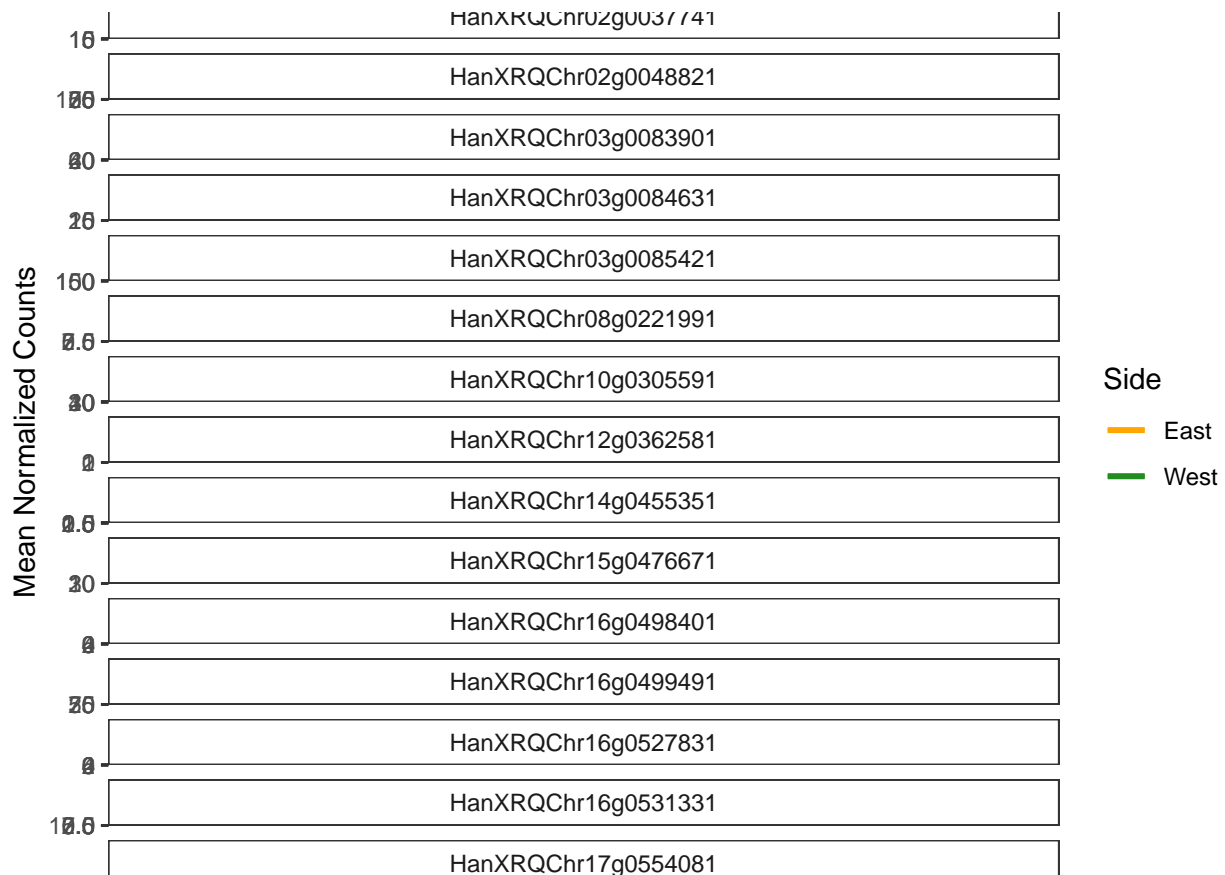 HanXRQChr02g0037741
HanXRQChr02g0048821
HanXRQChr03g0083901
HanXRQChr03g0084631
HanXRQChr03g0085421
HanXRQChr08g0221991
HanXRQChr10g0305591
HanXRQChr12g0362581
HanXRQChr14g0455351
HanXRQChr15g0476671
HanXRQChr16g0498401
HanXRQChr16g0499491
HanXRQChr16g0527831
HanXRQChr16g0531331
HanXRQChr17g0554081
Mean Normalized Counts
Side
East
West